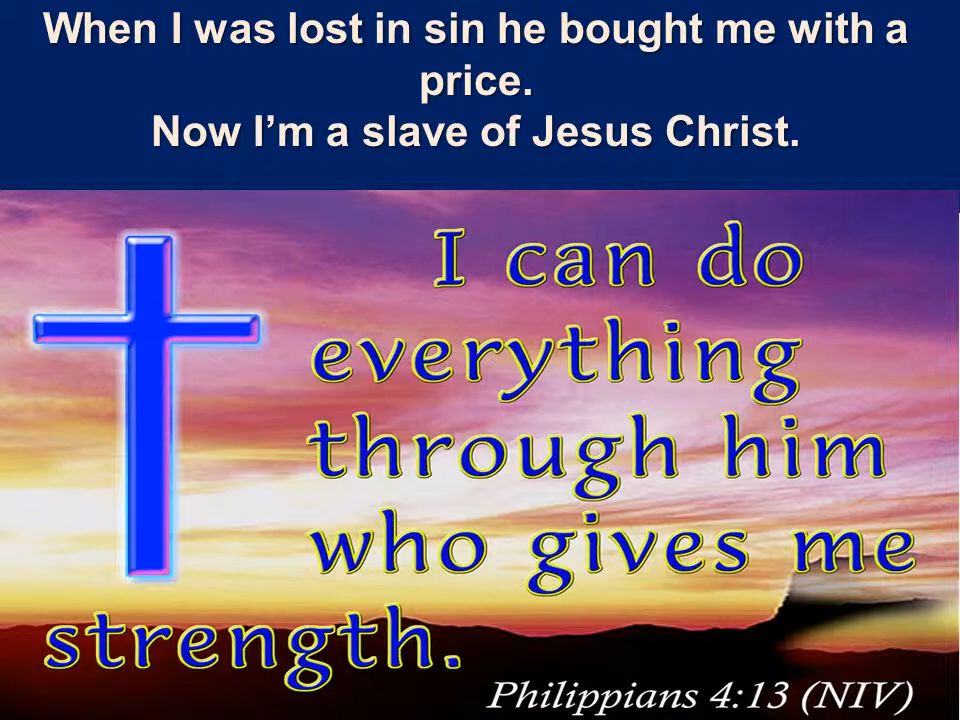 When I was lost in sin he bought me with a
price.
Now I’m a slave of Jesus Christ.
I can do
everything
through him
who gives me
strength.
Philippians 4:13 (NIV)